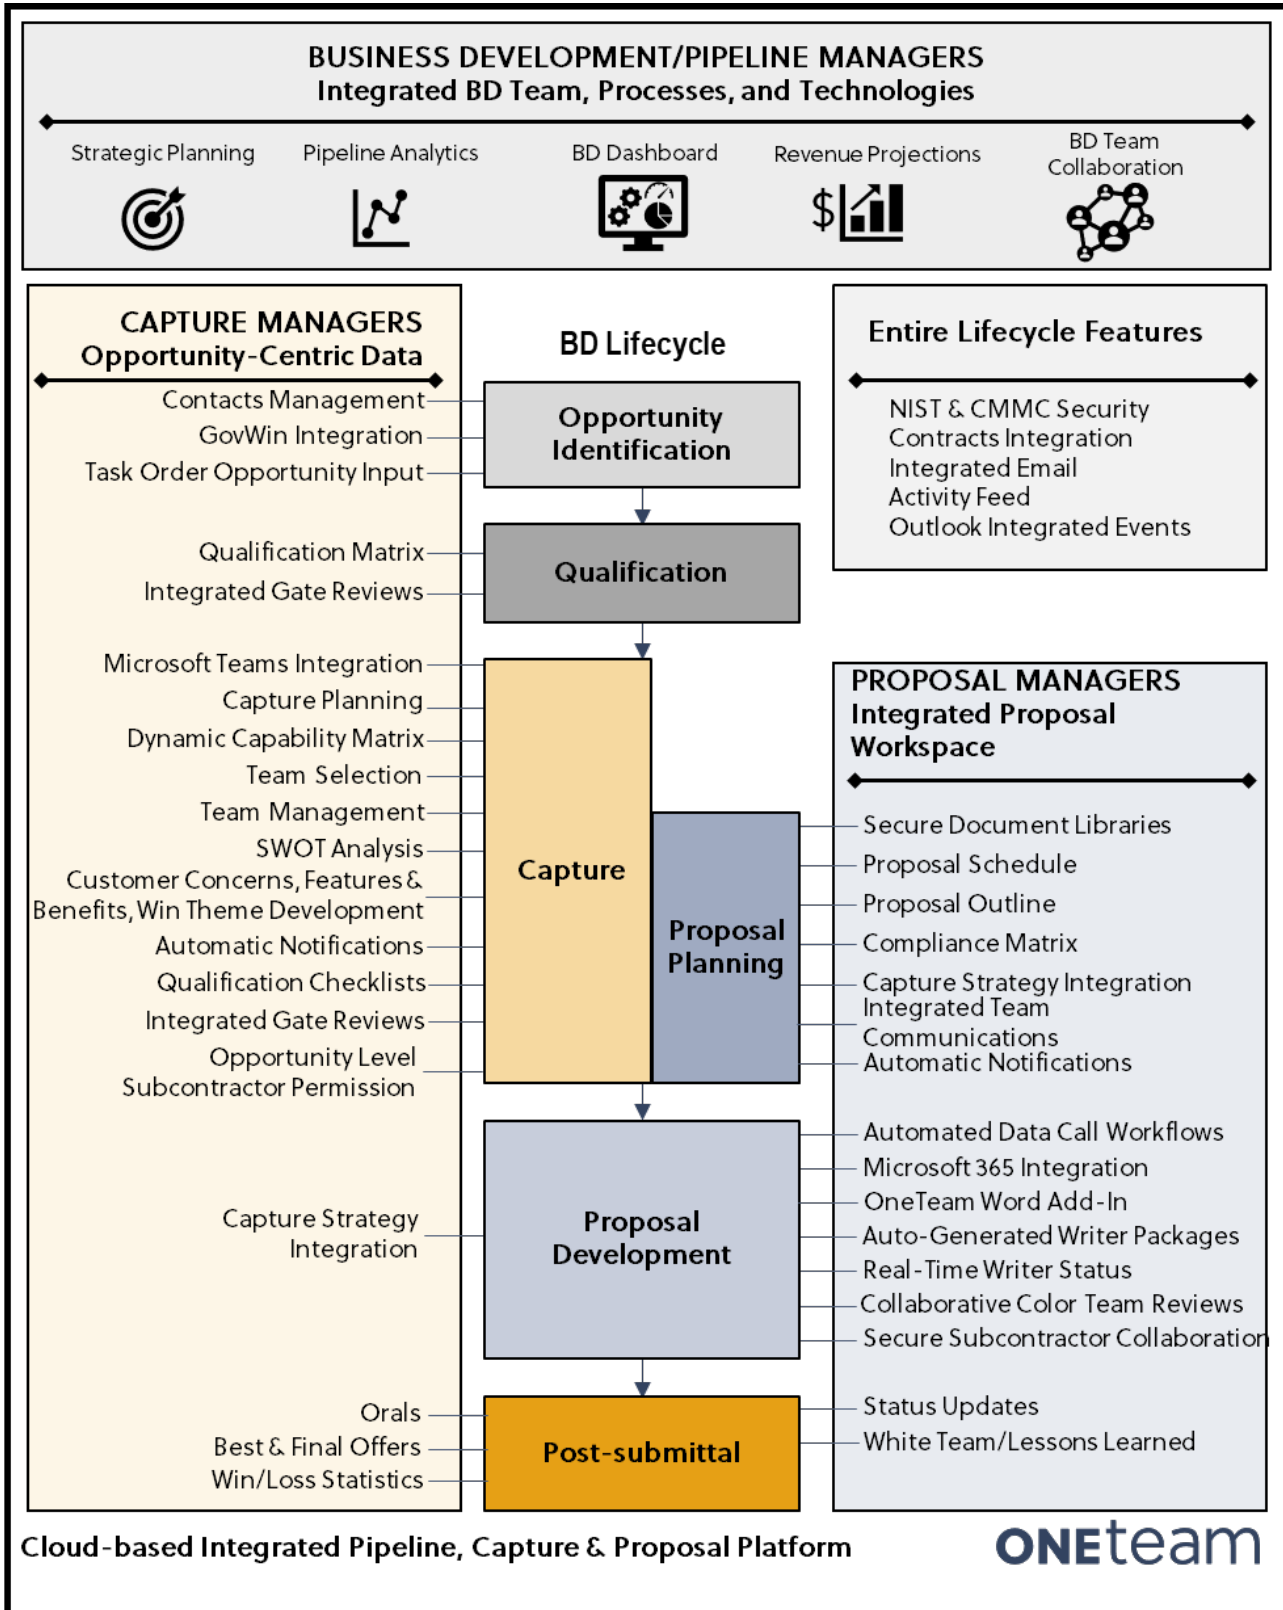 BUSINESS DEVELOPMENT/PIPELINE MANAGERS
Integrated BD Team, Processes, and Technologies
Strategic Planning
Pipeline Analytics
BD Dashboard
Revenue Projections
BD Team
Collaboration
$
CAPTURE MANAGERS
Opportunity-Centric Data
Contacts Management
GovWin Integration
Task Order Opportunity Input
Qualification Matrix
Integrated Gate Reviews
Microsoft Teams Integration
Capture Planning
Dynamic Capability Matrix
Team Selection
Team Management
SWOT Analysis
Customer Concerns, Features &
Benefits, Win Theme Development
Automatic Notifications
Qualification Checklists
Integrated Gate Reviews
Opportunity Level
Subcontractor Permission
Capture Strategy
Integration
Orals
Best & Final Offers
Win/Loss Statistics
BD Lifecycle
Opportunity
Identification
Qualification
Capture
Proposal
Planning
Proposal
Development
Post-submittal
Entire Lifecycle Features
NIST & CMMC Security
Contracts Integration
Integrated Email
Activity Feed
Outlook Integrated Events
PROPOSAL MANAGERS
Integrated Proposal
Workspace
Secure Document Libraries
Proposal Schedule
Proposal Outline
Compliance Matrix
Capture Strategy Integration
Integrated Team
Communications
Automatic Notifications
Automated Data Call Workflows
Microsoft 365 Integration
OneTeam Word Add-In
Auto-Generated Writer Packages
Real-Time Writer Status
Collaborative Color Team Reviews
Secure Subcontractor Collaboration
Status Updates
White Team/Lessons Learned
Cloud-based Integrated Pipeline, Capture & Proposal Platform
ONEteam